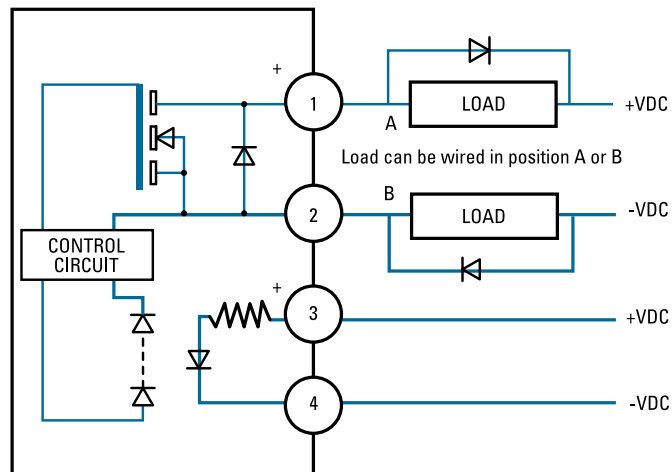 +
1
A
LOAD
+VDC
Load can be wired in position A or B
2
B
LOAD
-VDC
CONTROL
CIRCUIT
+
3
+VDC
4
-VDC